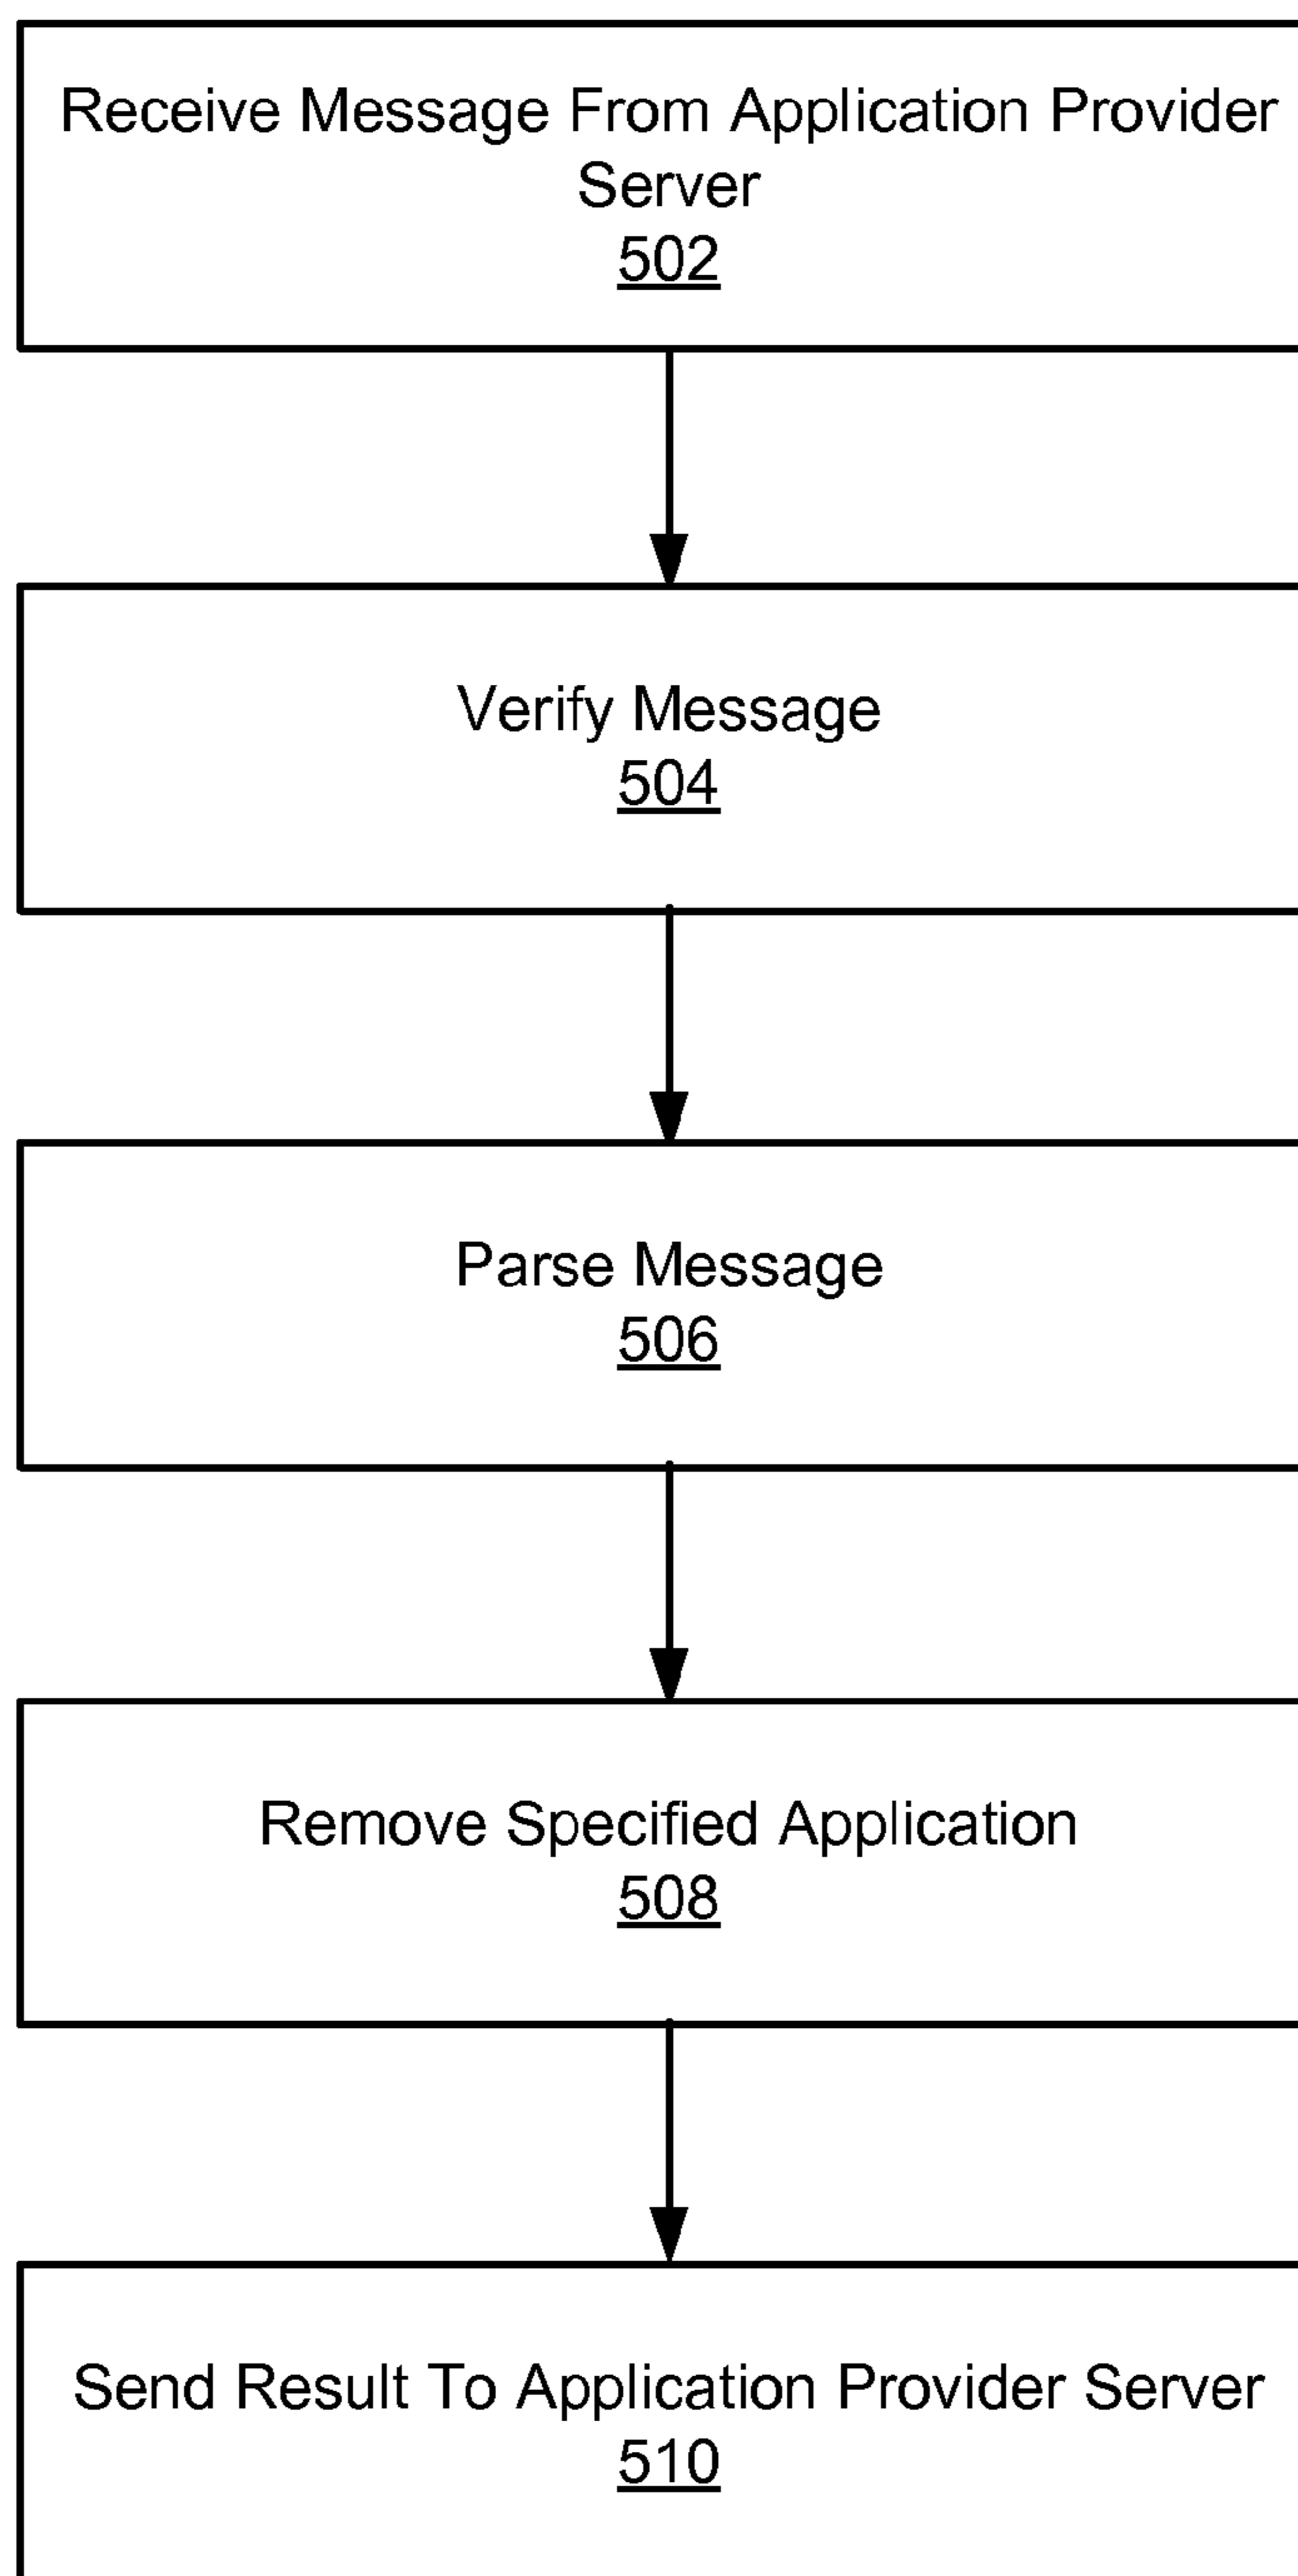 Receive Message From Application Provider
Server
502
Verify Message
504
Parse Message
506
Remove Specified Application
508
Send Result To Application Provider Server
510